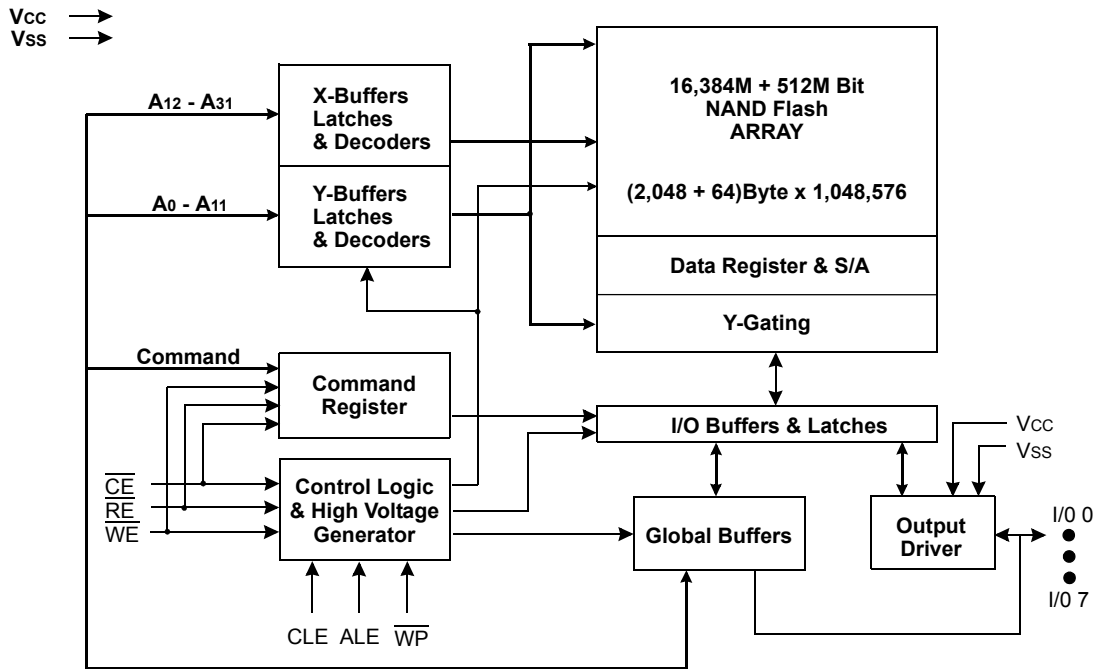 VCC
VSS
A12 - A31
X-Buffers
Latches
& Decoders
A0 - A11
Y-Buffers
Latches
& Decoders
16,384M + 512M Bit
NAND Flash
ARRAY
(2,048 + 64)Byte x 1,048,576
Data Register & S/A
Y-Gating
Command
Command
Register
I/O Buffers & Latches
VCC
VSS
CE
RE
WE
Control Logic
& High Voltage
Generator
Global Buffers
Output
Driver
I/0 0
I/0 7
CLE ALE WP